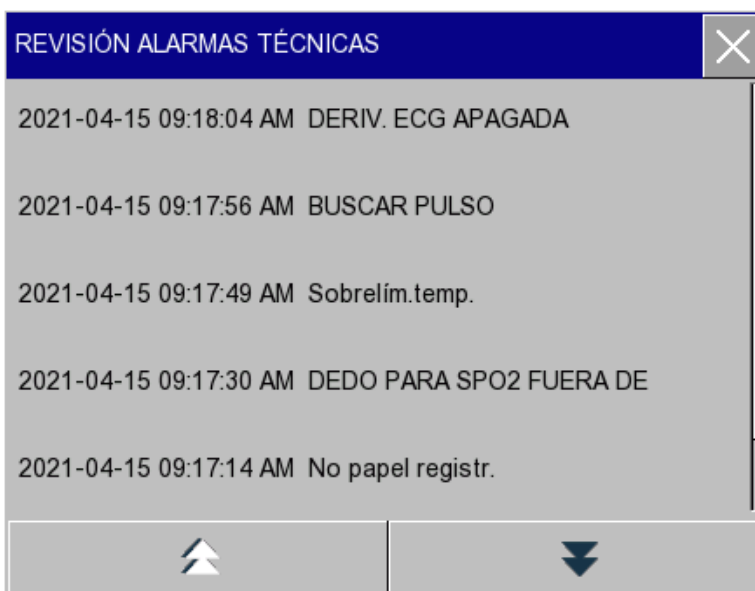 REVISIÓN ALARMAS TÉCNICAS
2021-04-15 09:18:04 AM DERIV. ECG APAGADA
2021-04-15 09:17:56 AM BUSCAR PULSO
2021-04-15 09:17:49 AM Sobrelím.temp.
2021-04-15 09:17:30 AM DEDO PARA SPO2 FUERA DE
2021-04-15 09:17:14 AM No papel registr.